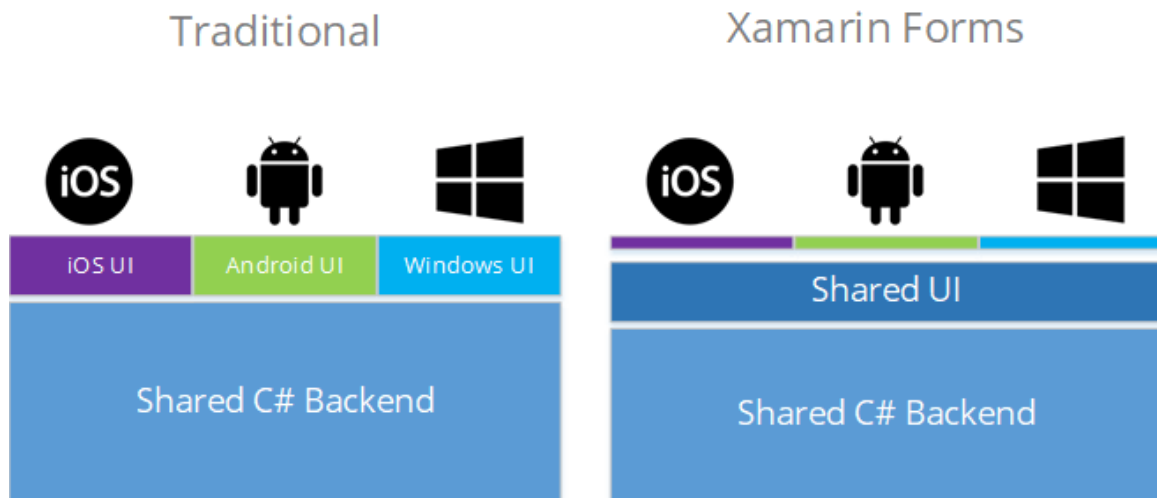 Traditional
iOS
iOS UI
Android UI
Windows UI
Shared C# Backend
Xamarin Forms
iOS
Shared UI
Shared C# Backend